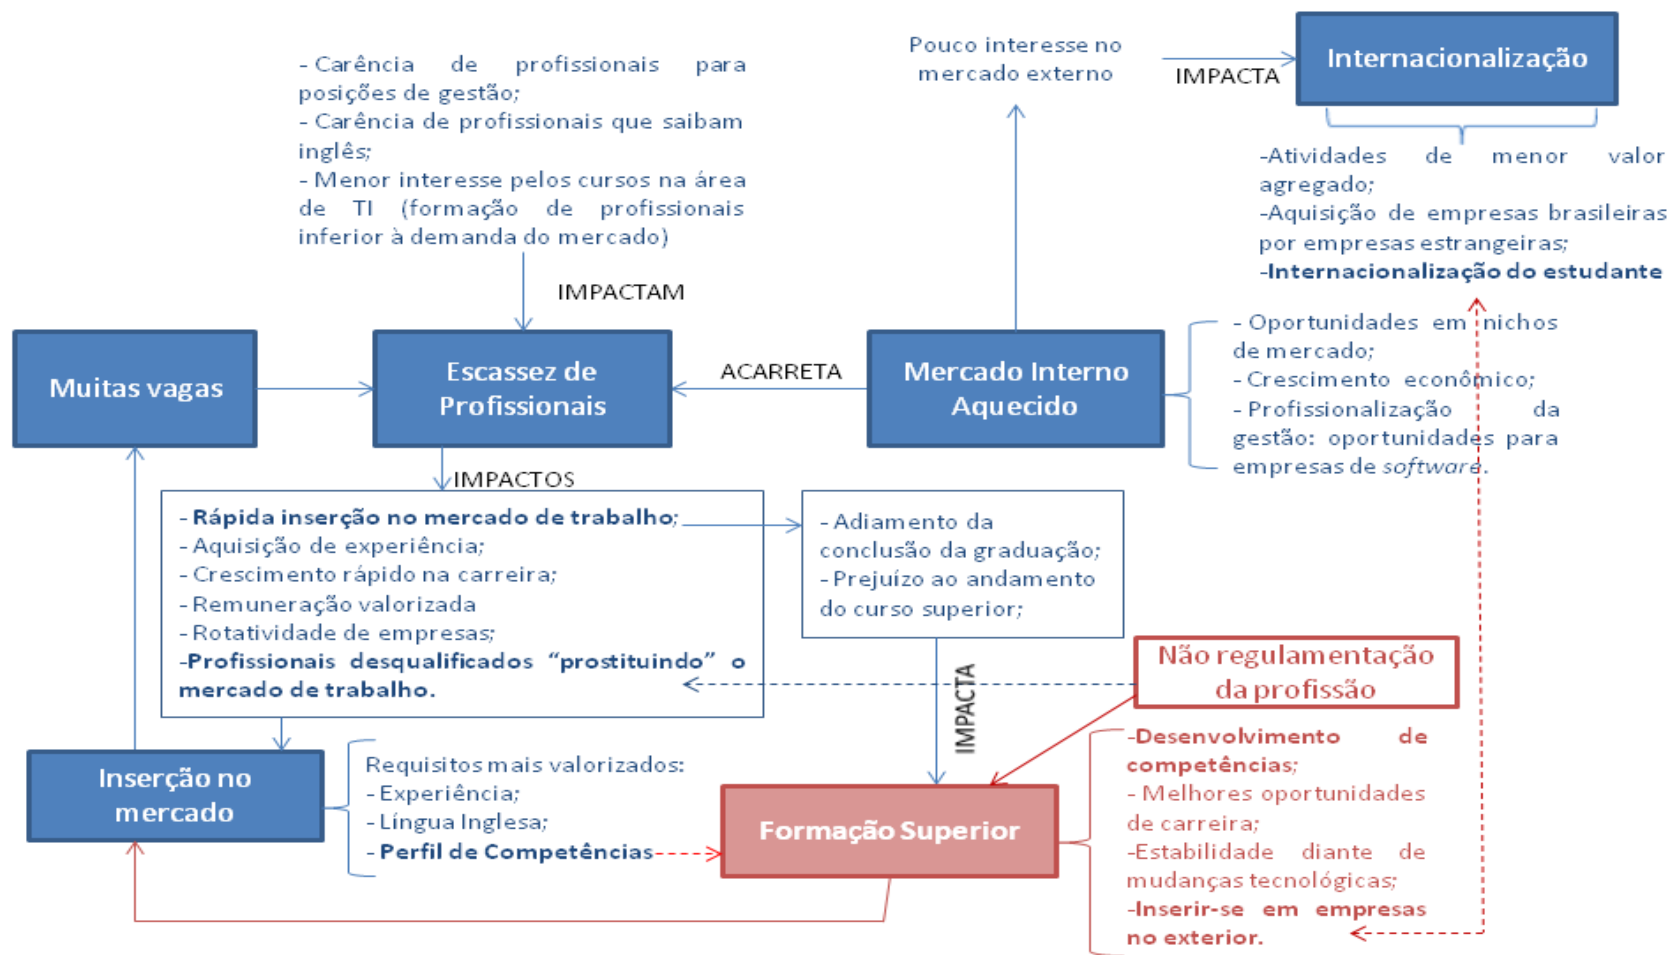 - Carência de profissionais para
posições de gestão;
- Carência de profissionais que saibam
inglês;
- Menor interesse pelos cursos na área
de TI (formação de profissionais
inferior à demanda do mercado)
IMPACTAM
Pouco interesse no
mercado externo
IMPACTA
Internacionalização
-Atividades de menor valor
agregado;
-Aquisição de empresas brasileiras
por empresas estrangeiras;
-Internacionalização do estudante
Muitas vagas
Escassez de
Profissionais
ACARRETA
Mercado Interno
Aquecido
- Oportunidades em nichos
de mercado;
- Crescimento econômico;
- Profissionalização da
gestão: oportunidades para
empresas de software.
IMPACTOS
- Rápida inserção no mercado de trabalho;
- Aquisição de experiência;
- Crescimento rápido na carreira;
- Remuneração valorizada
- Rotatividade de empresas;
-Profissionais desqualificados “prostituindo” o
mercado de trabalho.
- Adiamento da
conclusão da graduação;
- Prejuízo ao andamento
do curso superior;
IMPACTA
Não regulamentação
da profissão
Inserção no
mercado
Requisitos mais valorizados:
- Experiência;
- Língua Inglesa;
- Perfil de Competências
Formação Superior
-Desenvolvimento de
competências;
- Melhores oportunidades
de carreira;
-Estabilidade diante de
mudanças tecnológicas;
-Inserir-se em empresas
no exterior.